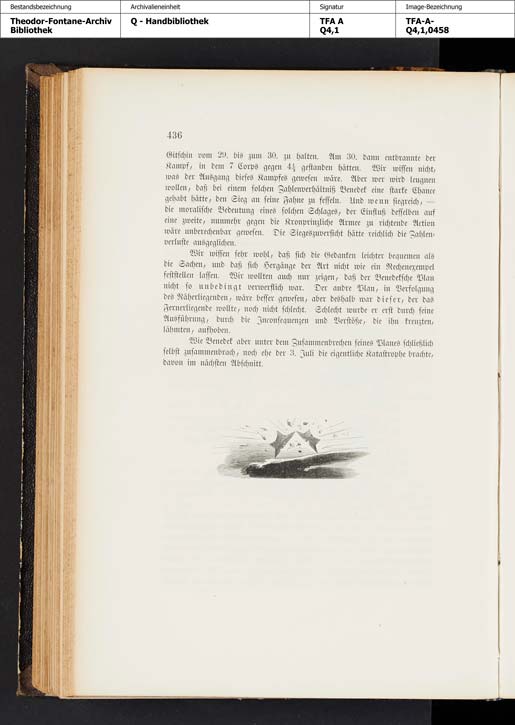 Bestandsbezeichnung
Theodor-Fontane-Archiv
Bibliothek
Archivalieneinheit
Q - Handbibliothek
Signatur
TFA A
Q4,1
Image-Bezeichnung
TFA-A-
Q4,1,0458
436
Gitschin vom 29. bis zum 30. zu halten. Am 30. dann entbrannte der
Kampf, in dem 7 Corps gegen 4½ gestanden hätten. Wir wissen nicht,
was der Ausgang dieses Kampfes gewesen wäre. Aber wer wird leugnen
wollen, daß bei einem solchen Zahlenverhältniß Benedek eine starke Chance
gehabt hätte, den Sieg an seine Fahne zu fesseln. Und wenn siegreich, —
die moralische Bedeutung eines solchen Schlages, der Einfluß desselben auf
eine zweite, nunmehr gegen die Kronprinzliche Armee zu richtende Action
wäre unberechenbar gewesen. Die Siegeszuversicht hätte reichlich die Zahlen-
verluste ausgeglichen.
Wir wissen sehr wohl, daß sich die Gedanken leichter bequemen als
die Sachen, und daß sich Hergänge der Art nicht wie ein Rechenexempel
feststellen lassen. Wir wollten auch nur zeigen, daß der Benedeksche Plan
nicht so unbedingt verwerflich war. Der andre Plan, in Verfolgung
des Näherliegenden, wäre besser gewesen, aber deshalb war dieser, der das
Fernerliegende wollte, noch nicht schlecht. Schlecht wurde er erst durch seine
Ausführung, durch die Inconsequenzen und Verstöße, die ihn kreuzten,
lähmten, aufhoben.
Wie Benedek aber unter dem Zusammenbrechen seines Planes schließlich
selbst zusammenbrach, noch ehe der 3. Juli die eigentliche Katastrophe brachte,
davon im nächsten Abschnitt.